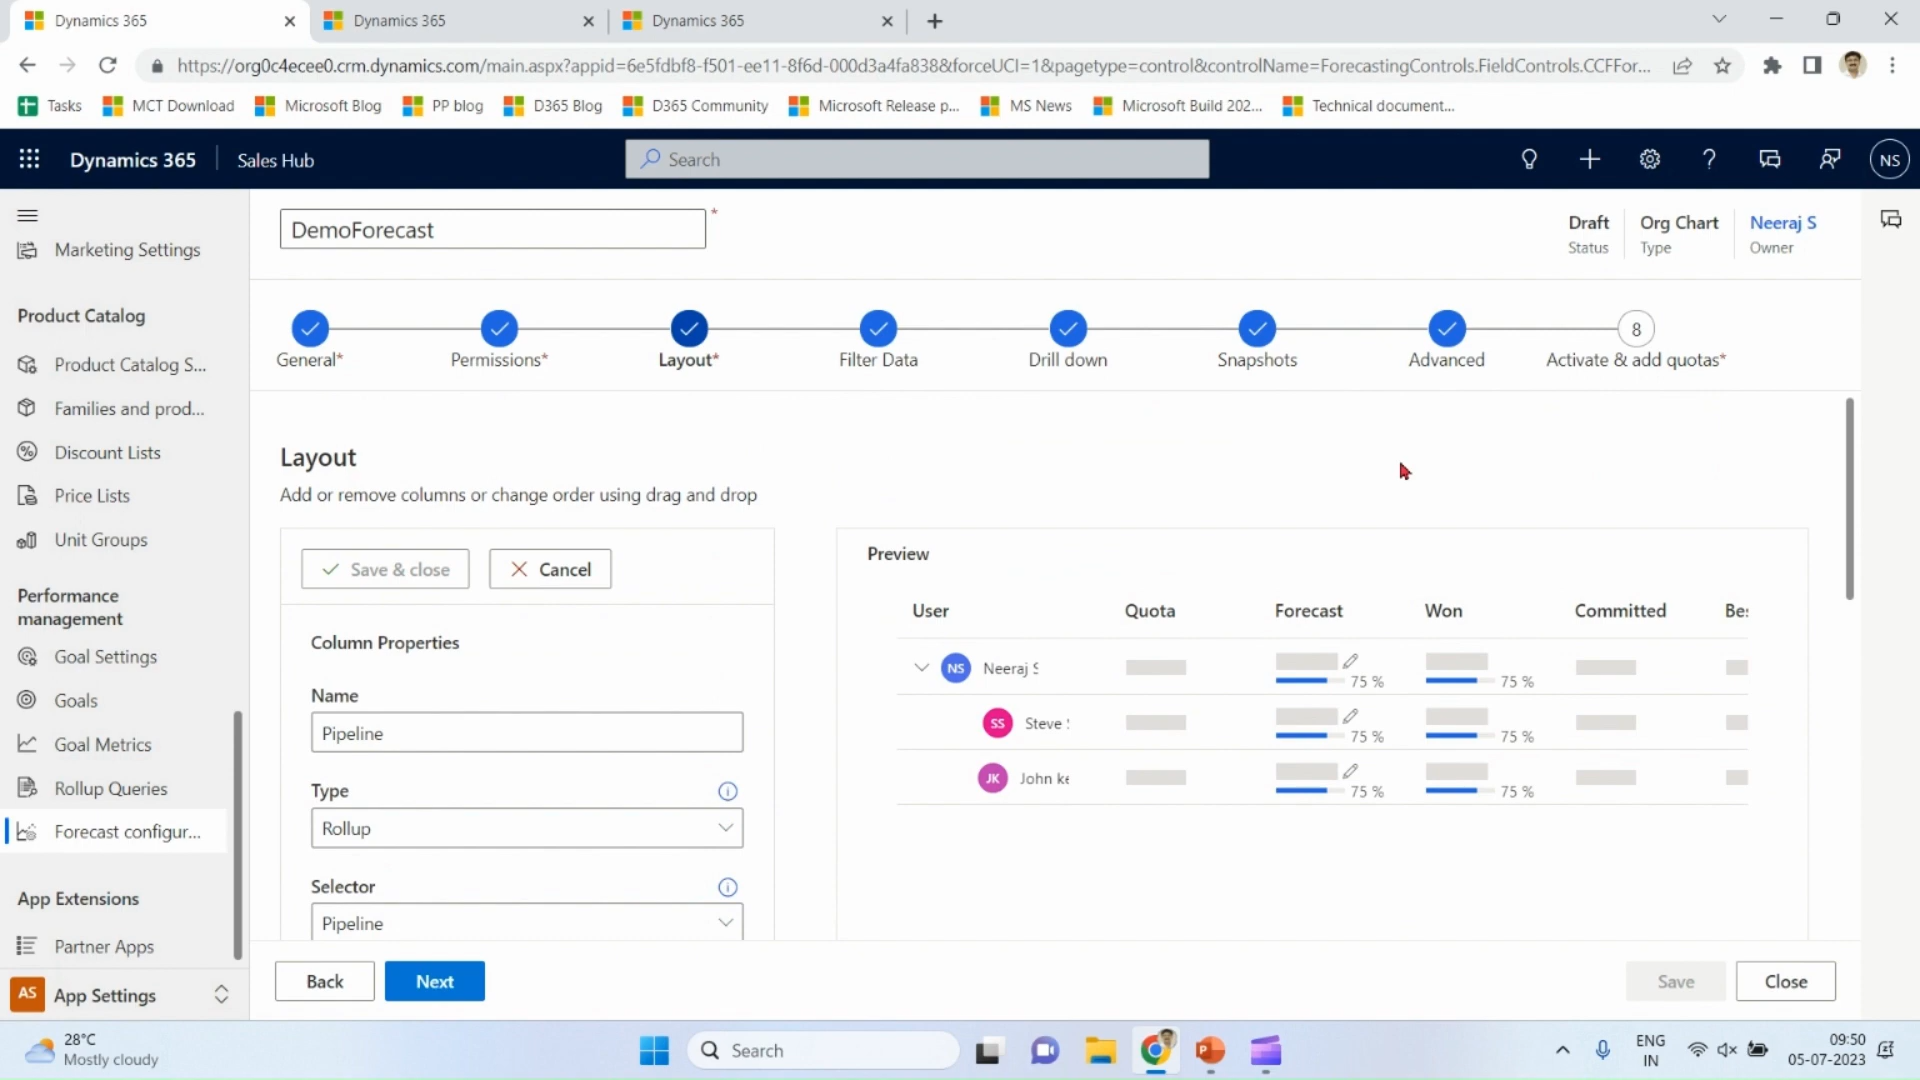 Dynamics 365
Dynamics 365
Dynamics 365
https://org0c4ecee0.crm.dynamics.com/main.aspx?appid=6e5fdbf8-f501-ee11-8f6d-000d3a4fa838&forceUCI=1&pagetype=control&controlName=ForecastingControls.FieldControls.CCFFor...
Tasks
MCT Download
Microsoft Blog
PP blog
D365 Blog
D365 Community
Microsoft Release p...
MS News
Microsoft Build 202...
Technical document...
Dynamics 365
Sales Hub
Search
NS
Marketing Settings
Product Catalog
Product Catalog S...
Families and prod...
Discount Lists
Price Lists
Unit Groups
Performance
management
Goal Settings
Goals
Goal Metrics
Rollup Queries
Forecast configur...
App Extensions
Partner Apps
AS
App Settings
DemoForecast
*
Draft
Status
Org Chart
Type
Neeraj S
Owner
General*
Permissions*
Layout*
Filter Data
Drill down
Snapshots
Advanced
8
Activate & add quotas*
Layout
Add or remove columns or change order using drag and drop
Save & close
Cancel
Column Properties
Name
Pipeline
Type
Rollup
Selector
Pipeline
Preview
User
Quota
Forecast
Won
Committed
Be:
NS
Neeraj S
75 %
75 %
SS
Steve
75 %
75 %
JK
John ke
75 %
75 %
Back
Next
Save
Close
28°C
Mostly cloudy
Search
ENG
IN
09:50
05-07-2023